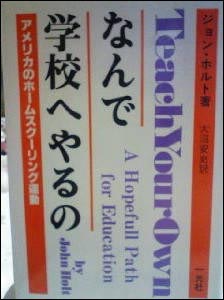 ジョン・ホルト著
大沼安史訳
一光社
Teach Your Own
A Hopefull Path
for Education
by
John Holt
なんで
学校へやるの
アメリカのホームスクーリング運動